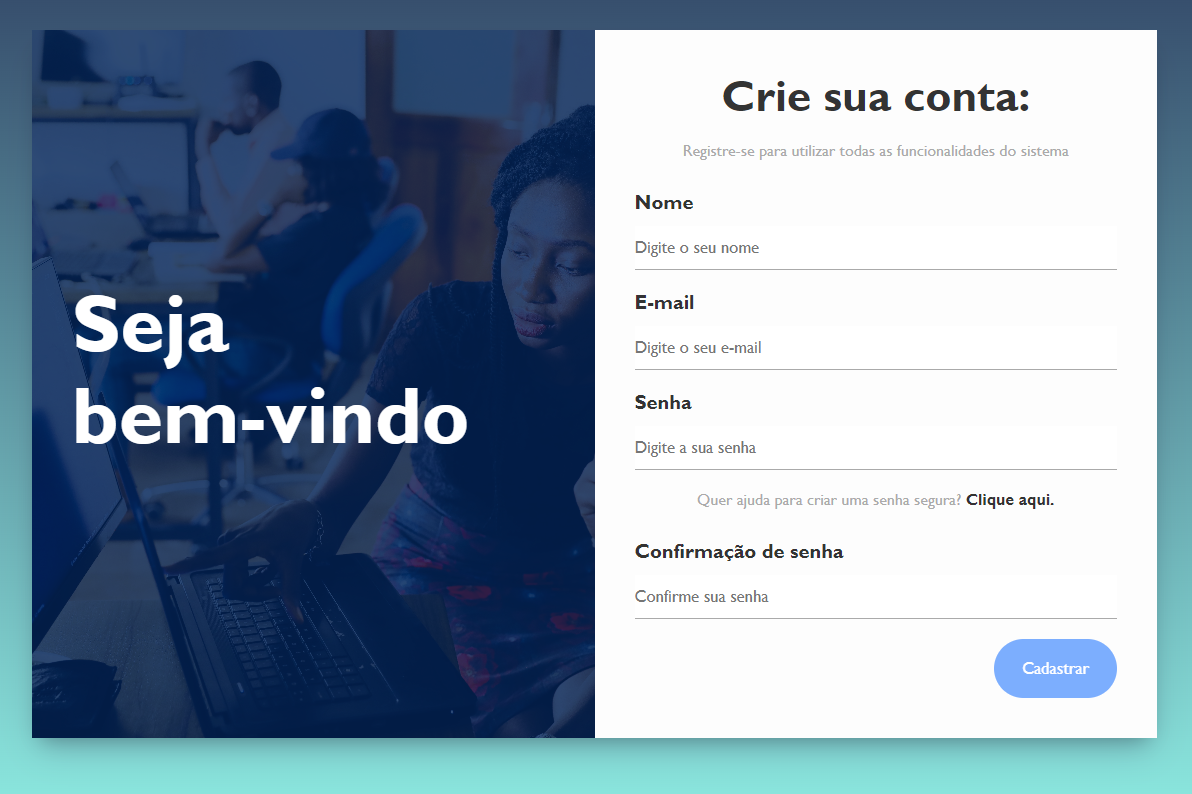 Seja
bem-vindo
Crie sua conta:
Registre-se para utilizar todas as funcionalidades do sistema
Nome
Digite o seu nome
E-mail
Digite o seu e-mail
Senha
Digite a sua senha
Quer ajuda para criar uma senha segura? Clique aqui.
Confirmação de senha
Confirme sua senha
Cadastrar